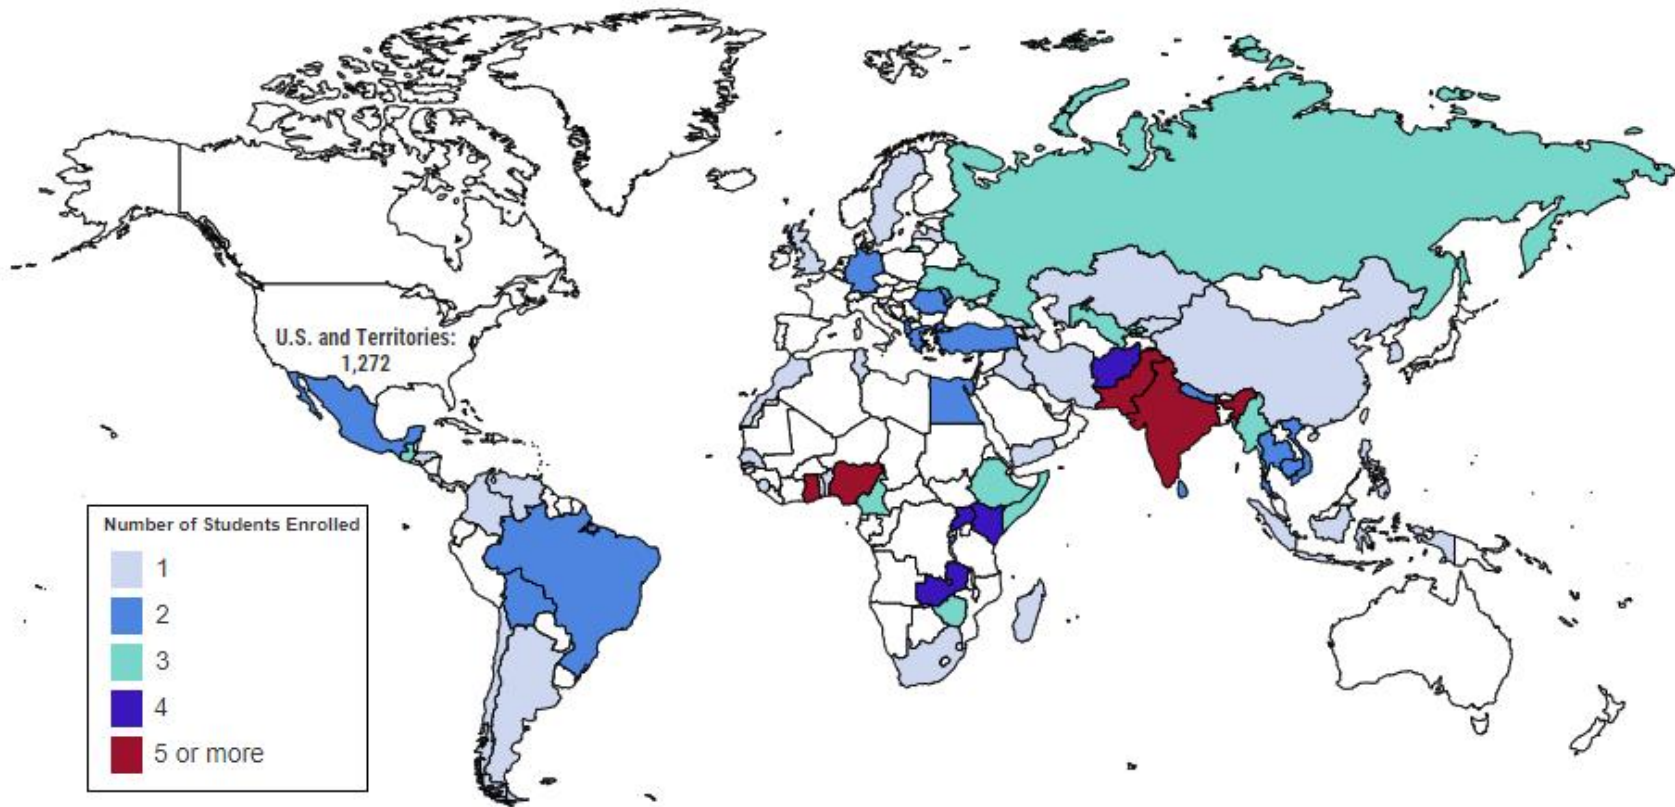 U.S. and Territories:
1,272
Number of Students Enrolled
1
2
3
4
5 or more